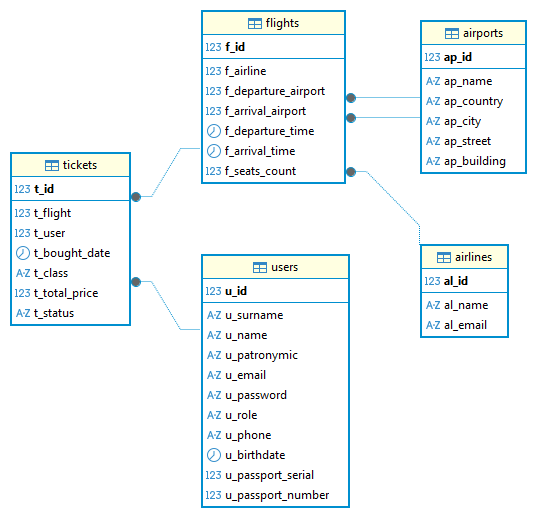 flights
123 f_id
123 f_airline
123 f_departure_airport
123 f_arrival_airport
f_departure_time
f_arrival_time
123 f_seats_count
airports
123 ap_id
A-Z ap_name
A-Z ap_country
A-Z ap_city
A-Z ap_street
A-Z ap_building
tickets
123 t_id
123 t_flight
123 t_user
t_bought_date
A-Z t_class
123 t_total_price
A-Z t_status
users
123 u_id
A-Z u_surname
A-Z u_name
A-Z u_patronymic
A-Z u_email
A-Z u_password
A-Z u_role
A-Z u_phone
u_birthdate
123 u_passport_serial
123 u_passport_number
airlines
123 al_id
A-Z al_name
A-Z al_email